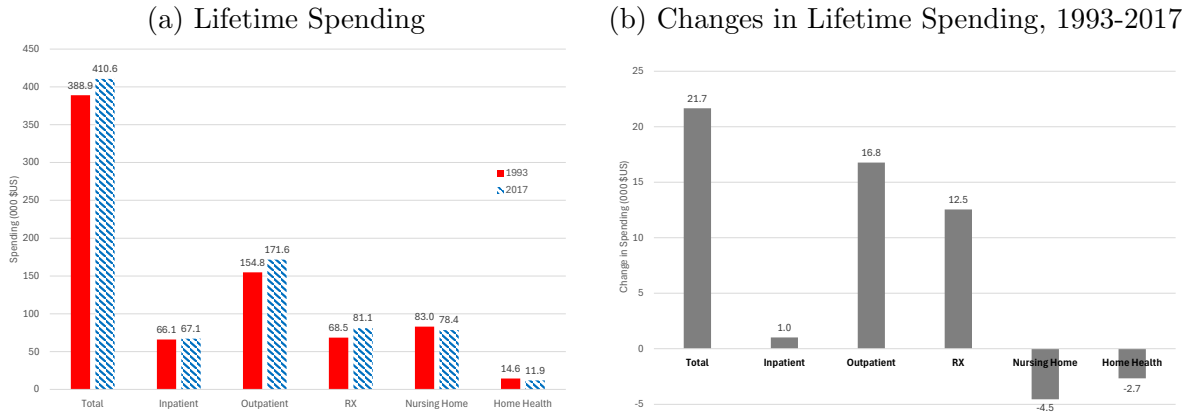 (a) Lifetime Spending
450
400
350
300
250
200
150
100
50
0
Spending (000 $US)
388.9
410.6
66.1
67.1
154.8
171.6
68.5
81.1
83.0
78.4
14.6
11.9
1993
2017
Total
Inpatient
Outpatient
RX
Nursing Home
Home Health
(b) Changes in Lifetime Spending, 1993-2017
25
20
15
10
5
0
-5
Change in Spending (000 $US)
21.7
1.0
16.8
12.5
Total
Inpatient
Outpatient
RX
Nursing Home
Home Health
-4.5
-2.7